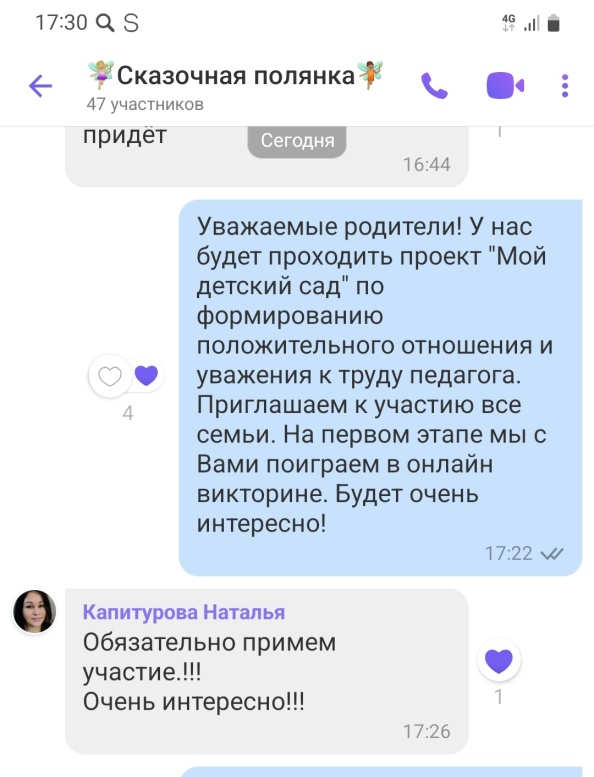 17:30 S 4G
Сказочная полянка
47 участников
придёт
Сегодня
16:44
1
Уважаемые родители! У нас
будет проходить проект "Мой
детский сад" по
формированию
положительного отношения и
уважения к труду педагога.
Приглашаем к участию все
семьи. На первом этапе мы с
Вами поиграем в онлайн
викторине. Будет очень
интересно!
4
17:22
Капитурова Наталья
Обязательно примем
участие.!!!
Очень интересно!!!
1
17:26